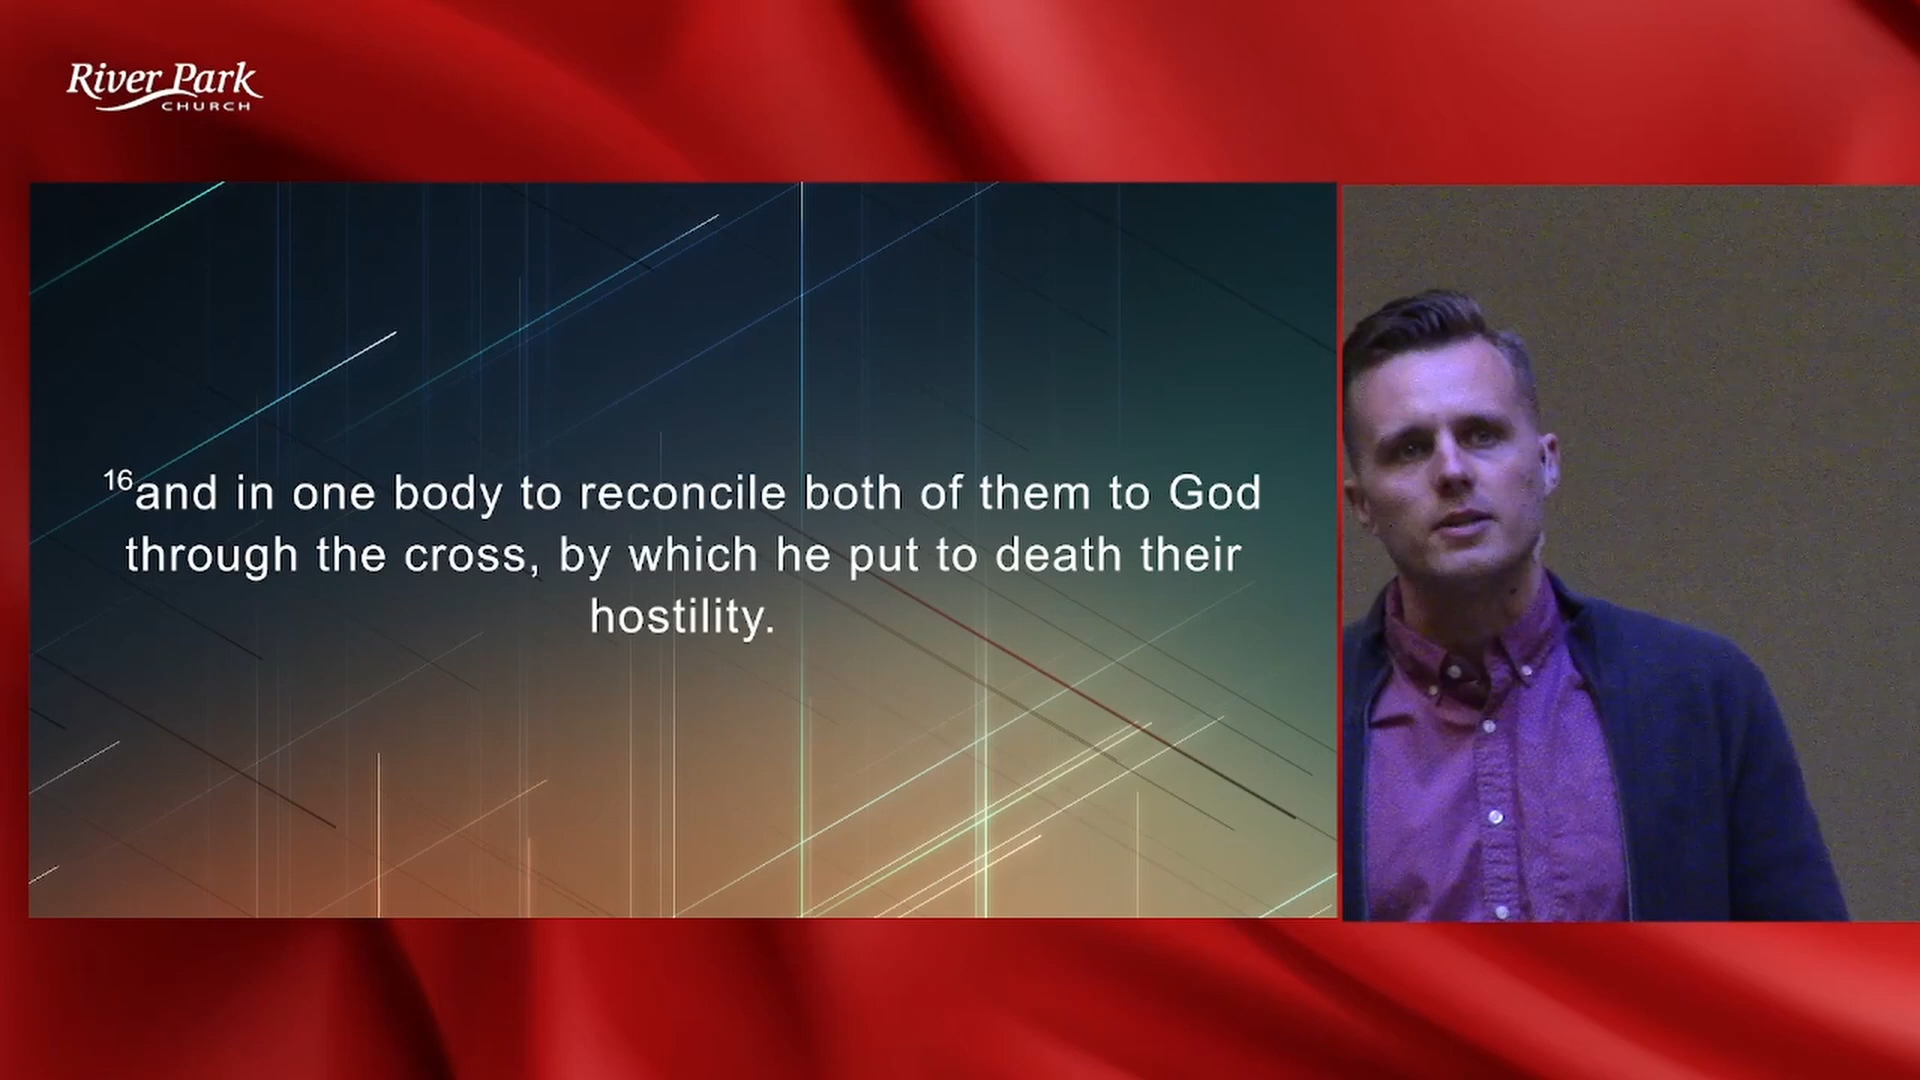 River Park
CHURCH
16and in one body to reconcile both of them to God
through the cross, by which he put to death their
hostility.